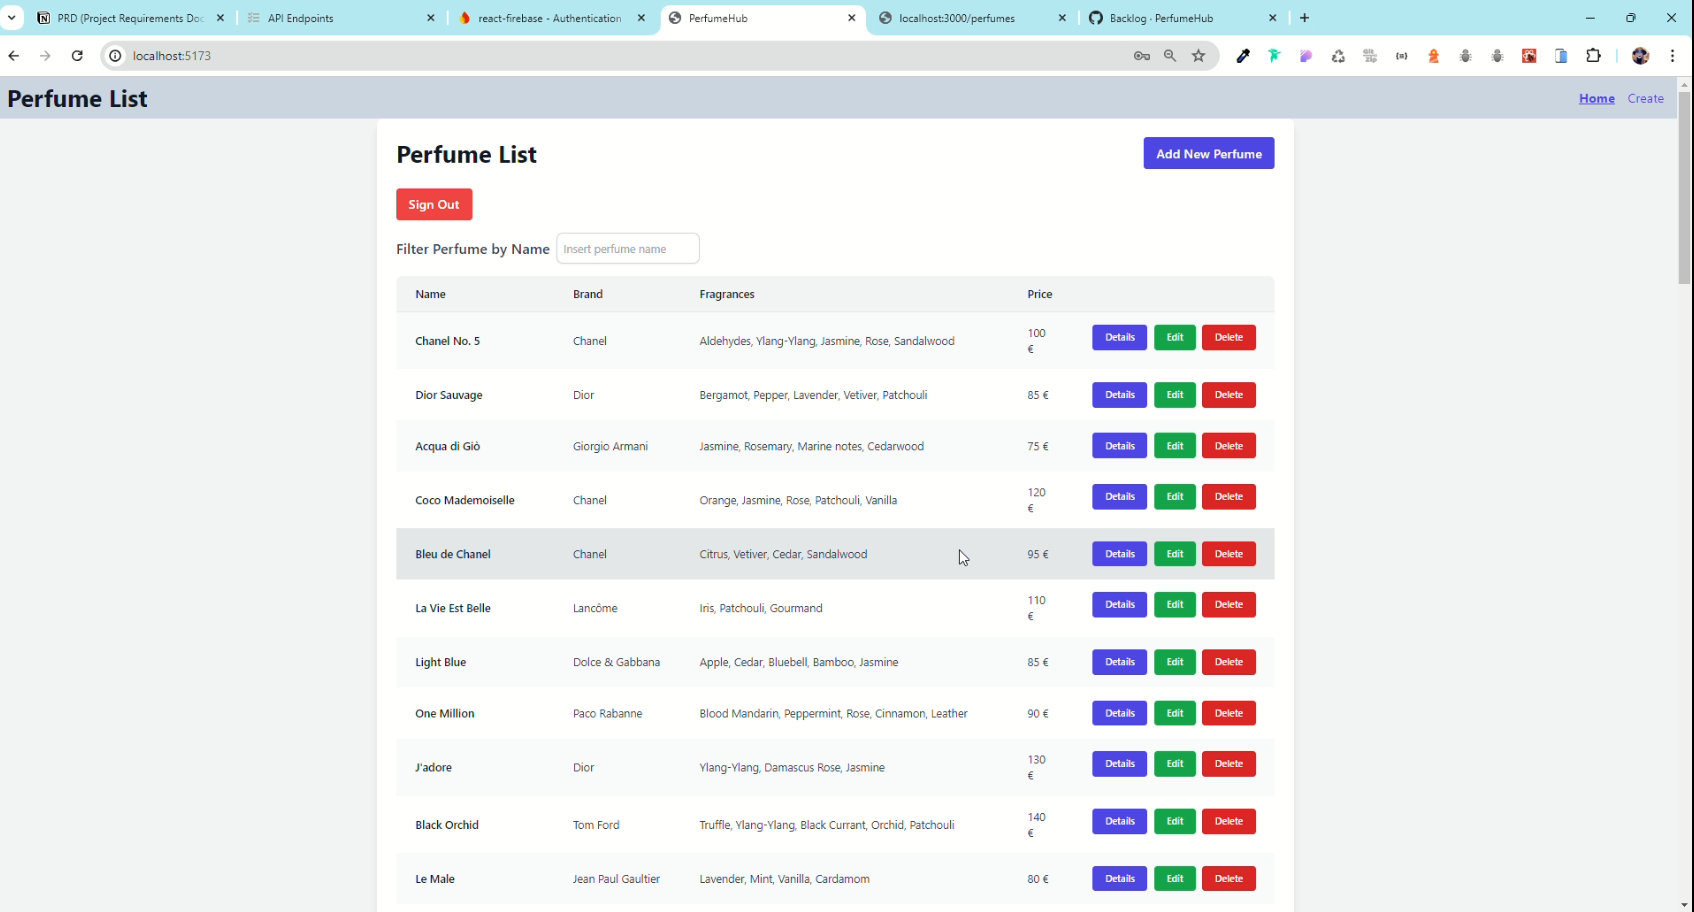 PRD (Project Requirements Doc
API Endpoints
react-firebase - Authentication
PerfumeHub
localhost:3000/perfumes
Backlog · PerfumeHub
localhost:5173
Perfume List
Home Create
Perfume List
Add New Perfume
Sign Out
Filter Perfume by Name Insert perfume name
Name Brand Fragrances Price
Chanel No. 5 Chanel Aldehydes, Ylang-Ylang, Jasmine, Rose, Sandalwood 100 € Details Edit Delete
Dior Sauvage Dior Bergamot, Pepper, Lavender, Vetiver, Patchouli 85 € Details Edit Delete
Acqua di Giò Giorgio Armani Jasmine, Rosemary, Marine notes, Cedarwood 75 € Details Edit Delete
Coco Mademoiselle Chanel Orange, Jasmine, Rose, Patchouli, Vanilla 120 € Details Edit Delete
Bleu de Chanel Chanel Citrus, Vetiver, Cedar, Sandalwood 95 € Details Edit Delete
La Vie Est Belle Lancôme Iris, Patchouli, Gourmand 110 € Details Edit Delete
Light Blue Dolce & Gabbana Apple, Cedar, Bluebell, Bamboo, Jasmine 85 € Details Edit Delete
One Million Paco Rabanne Blood Mandarin, Peppermint, Rose, Cinnamon, Leather 90 € Details Edit Delete
J'adore Dior Ylang-Ylang, Damascus Rose, Jasmine 130 € Details Edit Delete
Black Orchid Tom Ford Truffle, Ylang-Ylang, Black Currant, Orchid, Patchouli 140 € Details Edit Delete
Le Male Jean Paul Gaultier Lavender, Mint, Vanilla, Cardamom 80 € Details Edit Delete